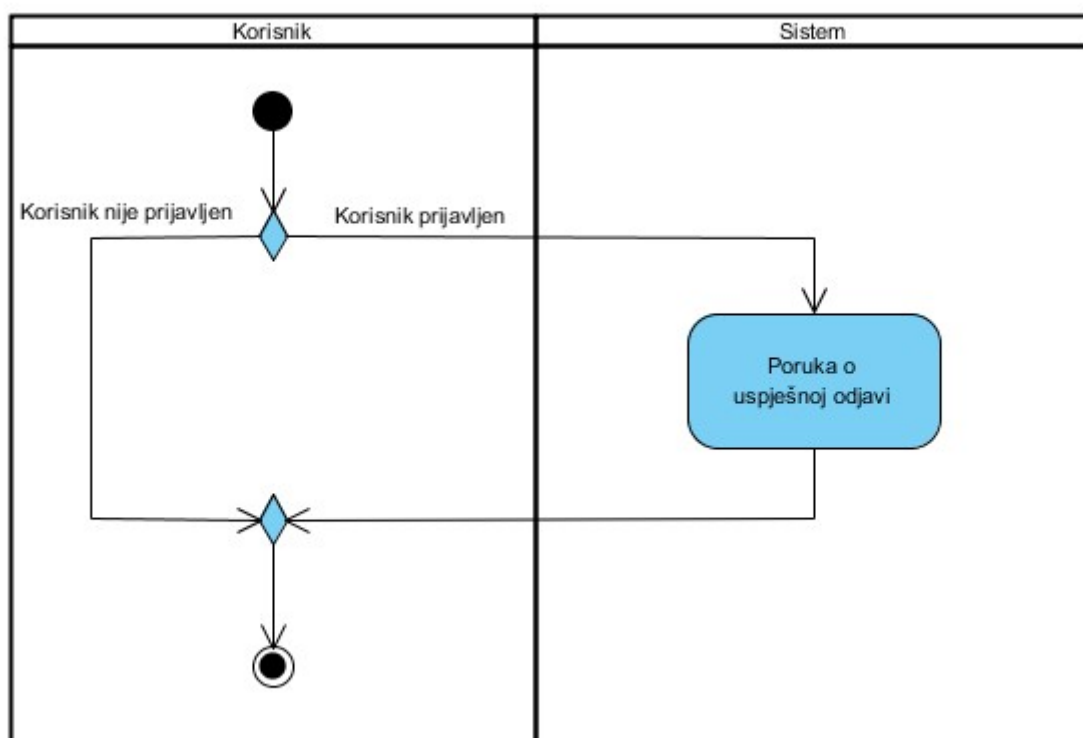 Korisnik
Sistem
Korisnik nije prijavljen
Korisnik prijavljen
Poruka o
uspješnoj odjavi